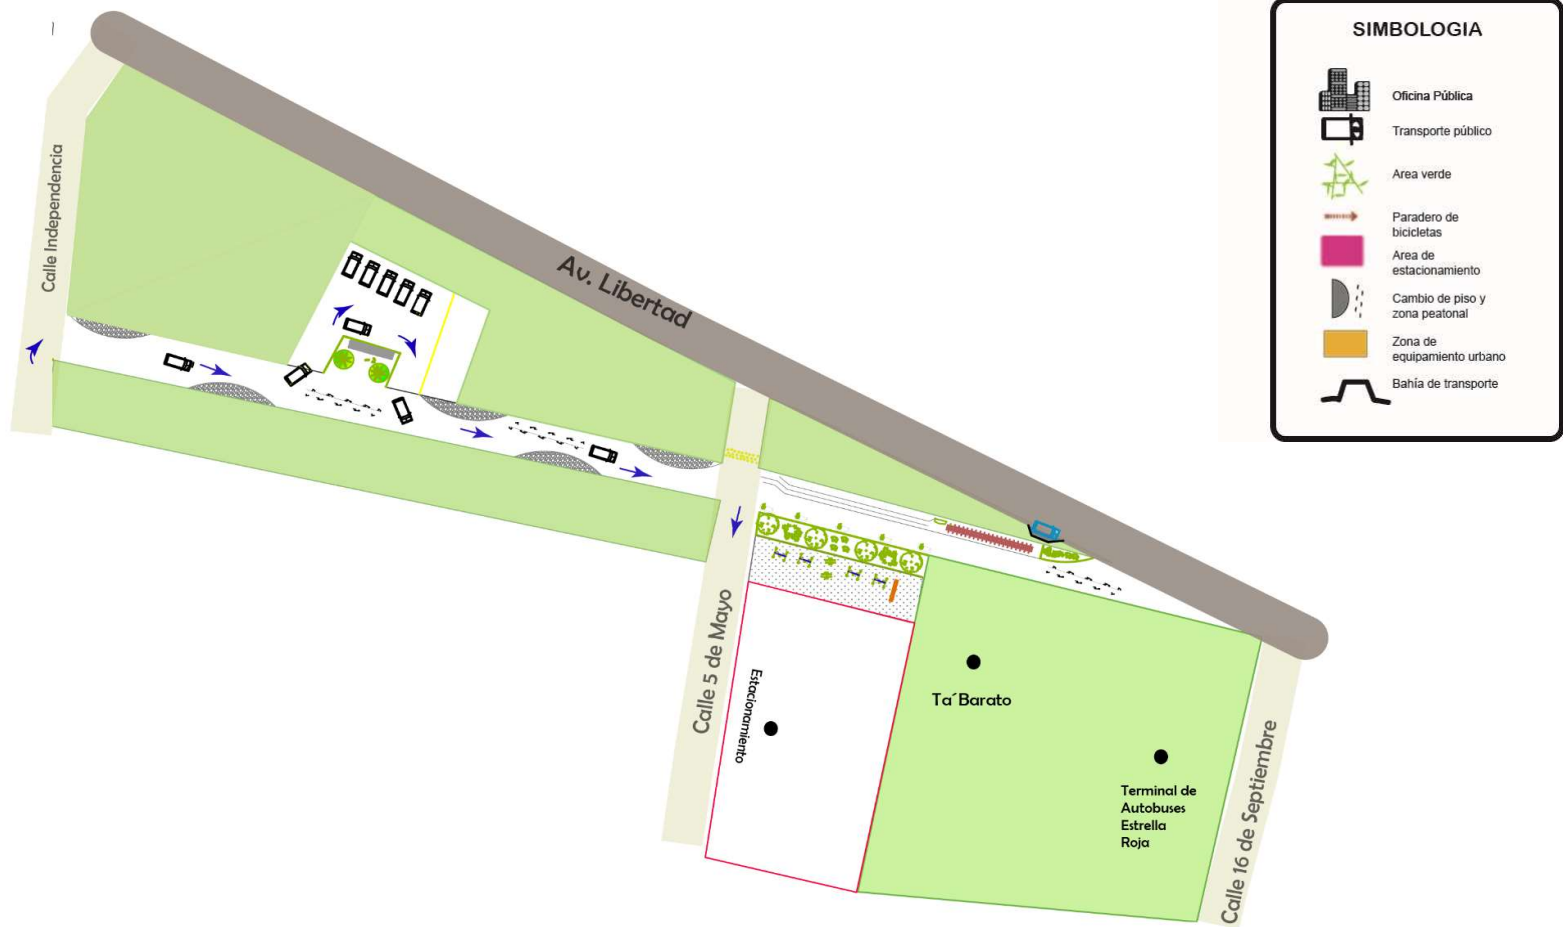 SIMBOLOGIA
Oficina Pública
Transporte público
Area verde
Paradero de
bicicletas
Area de
estacionamiento
Cambio de piso y
zona peatonal
Zona de
equipamiento urbano
Bahía de transporte
Calle Independencia
Av. Libertad
Calle 5 de Mayo
Estacionamiento
Ta´Barato
Terminal de
Autobuses
Estrella
Roja
Calle 16 de Septiembre